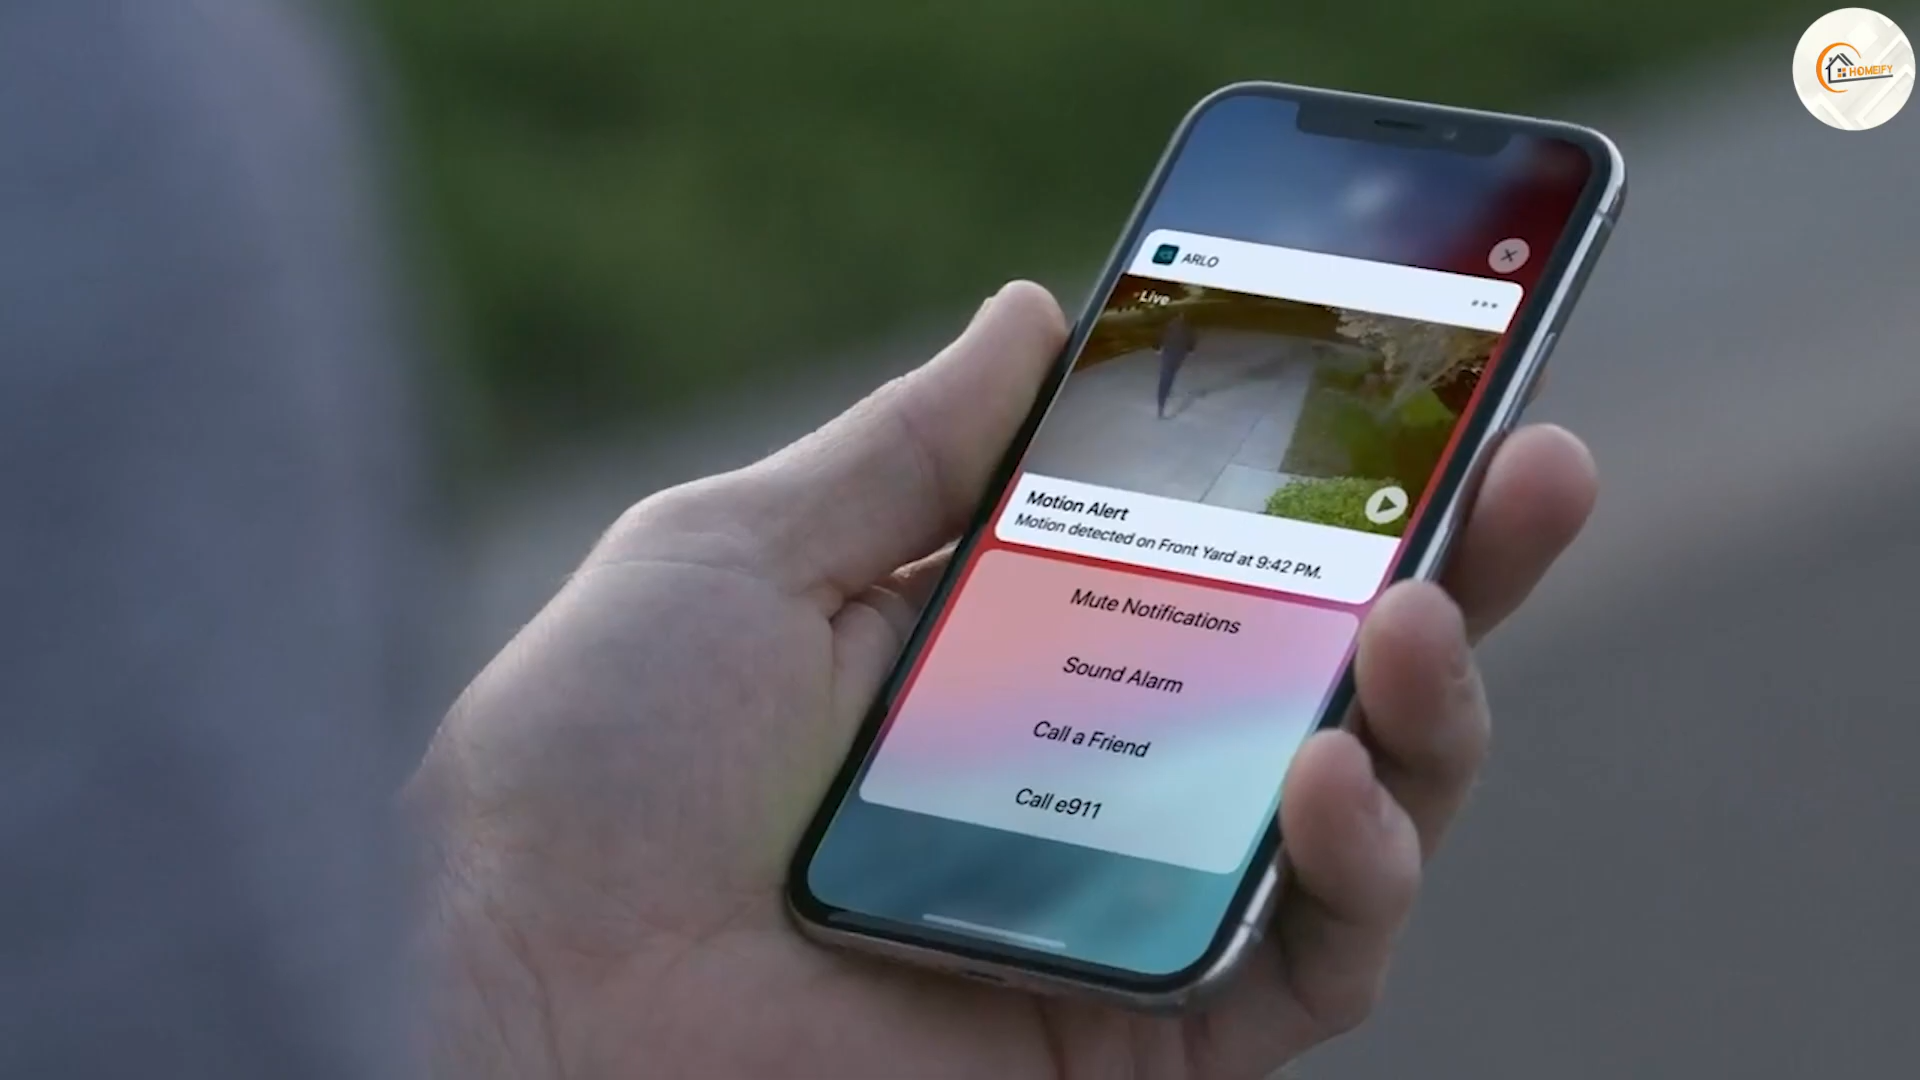 HOMEIFY
ARLO
Live
Motion Alert
Motion detected on Front Yard at 9:42 PM.
Mute Notifications
Sound Alarm
Call a Friend
Call e911